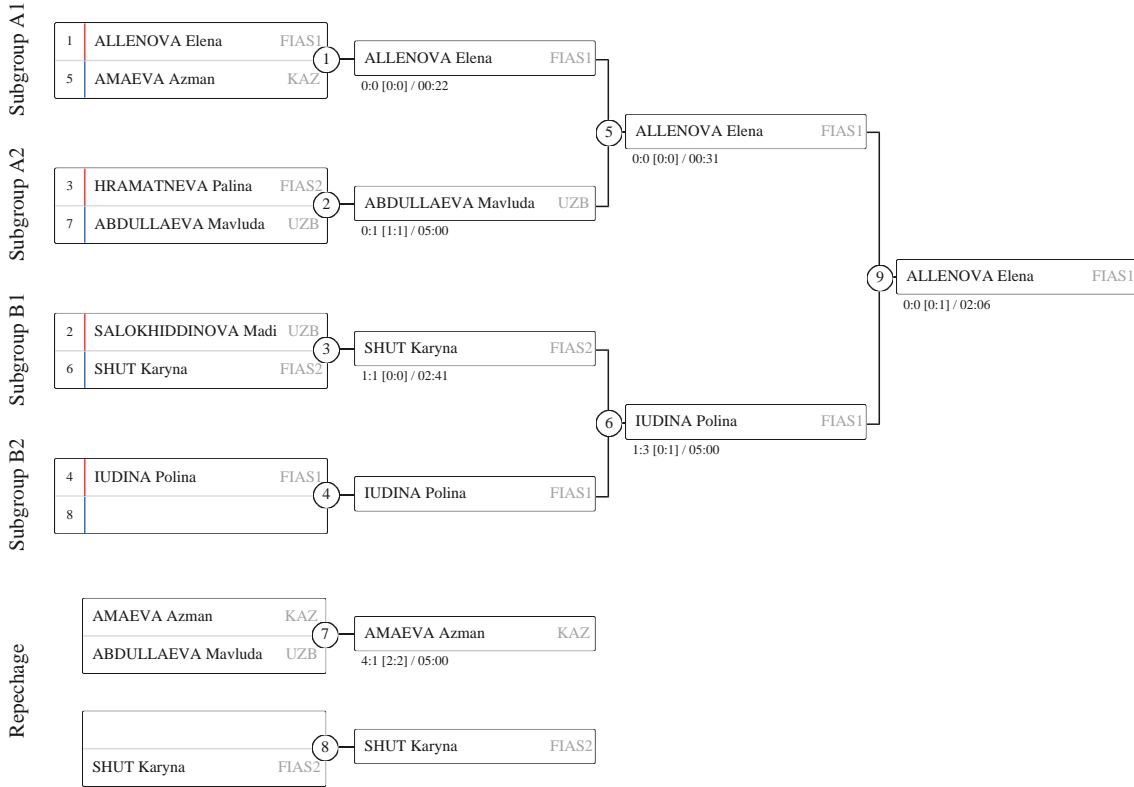 Subgroup A1
1 ALLENOVA Elena FIAS1
5 AMAEVA Azman KAZ
1
ALLENOVA Elena FIAS1
0:0 [0:0] / 00:22
Subgroup A2
3 HRAMATNEVA Palina FIAS2
7 ABDULLAEVA Mavluda UZB
2
ABDULLAEVA Mavluda UZB
0:1 [1:1] / 05:00
5
ALLENOVA Elena FIAS1
0:0 [0:0] / 00:31
Subgroup B1
2 SALOKHIDDINOVA Madi UZB
6 SHUT Karyna FIAS2
3
SHUT Karyna FIAS2
1:1 [0:0] / 02:41
Subgroup B2
4 IUDINA Polina FIAS1
8
4
IUDINA Polina FIAS1
6
IUDINA Polina FIAS1
1:3 [0:1] / 05:00
9
ALLENOVA Elena FIAS1
0:0 [0:1] / 02:06
Repechage
AMAEVA Azman KAZ
ABDULLAEVA Mavluda UZB
7
AMAEVA Azman KAZ
4:1 [2:2] / 05:00
SHUT Karyna FIAS2
8
SHUT Karyna FIAS2